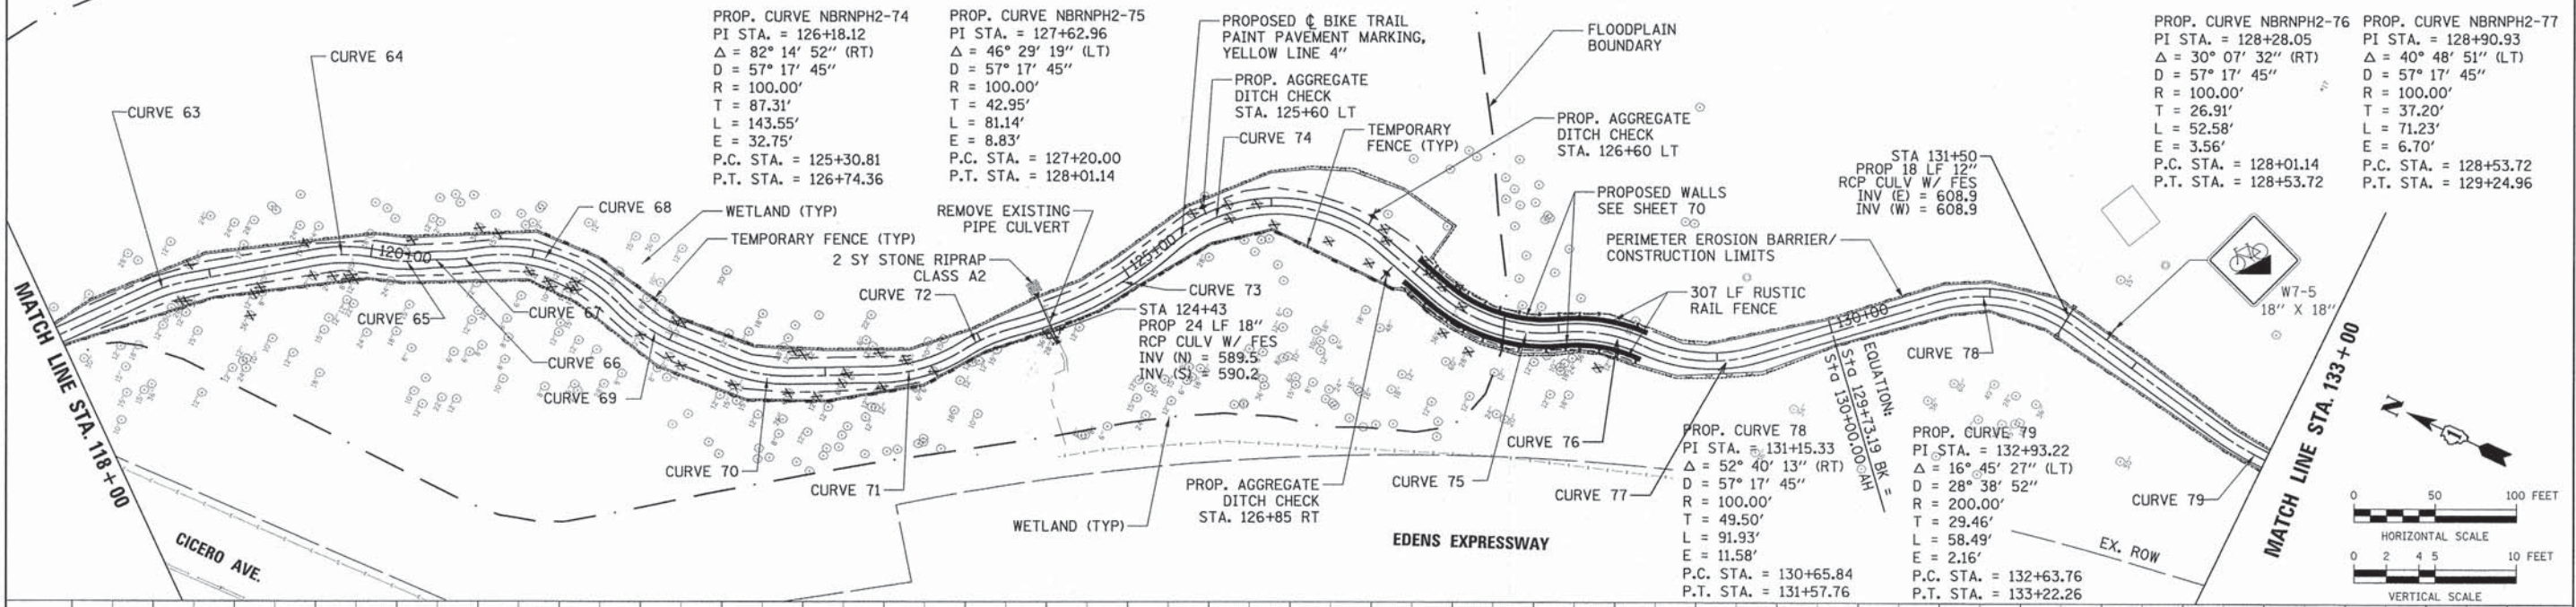 PROP. CURVE NBRNPH2-74
PI STA. = 126+18.12
Δ = 82° 14' 52" (RT)
D = 57° 17' 45"
R = 100.00'
T = 87.31'
L = 143.55'
E = 32.75'
P.C. STA. = 125+30.81
P.T. STA. = 126+74.36
PROP. CURVE NBRNPH2-75
PI STA. = 127+62.96
Δ = 46° 29' 19" (LT)
D = 57° 17' 45"
R = 100.00'
T = 42.95'
L = 81.14'
E = 8.83'
P.C. STA. = 127+20.00
P.T. STA. = 128+01.14
PROPOSED ℄ BIKE TRAIL
PAINT PAVEMENT MARKING,
YELLOW LINE 4"
PROP. AGGREGATE
DITCH CHECK
STA. 125+60 LT
CURVE 74
TEMPORARY
FENCE (TYP)
FLOODPLAIN
BOUNDARY
PROP. AGGREGATE
DITCH CHECK
STA. 126+60 LT
PROPOSED WALLS
SEE SHEET 70
PERIMETER EROSION BARRIER/
CONSTRUCTION LIMITS
307 LF RUSTIC
RAIL FENCE
STA 131+50
PROP 18 LF 12"
RCP CULV W/ FES
INV (E) = 608.9
INV (W) = 608.9
PROP. CURVE NBRNPH2-76
PI STA. = 128+28.05
Δ = 30° 07' 32" (RT)
D = 57° 17' 45"
R = 100.00'
T = 26.91'
L = 52.58'
E = 3.56'
P.C. STA. = 128+01.14
P.T. STA. = 128+53.72
PROP. CURVE NBRNPH2-77
PI STA. = 128+90.93
Δ = 40° 48' 51" (LT)
D = 57° 17' 45"
R = 100.00'
T = 37.20'
L = 71.23'
E = 6.70'
P.C. STA. = 128+53.72
P.T. STA. = 129+24.96
CURVE 63
CURVE 64
CURVE 68
WETLAND (TYP)
TEMPORARY FENCE (TYP)
REMOVE EXISTING
PIPE CULVERT
2 SY STONE RIPRAP
CLASS A2
CURVE 72
CURVE 73
STA 124+43
PROP 24 LF 18"
RCP CULV W/ FES
INV (N) = 589.5
INV (S) = 590.2
120+00
125+00
130+00
CURVE 65
CURVE 67
CURVE 66
CURVE 69
CURVE 70
CURVE 71
MATCH LINE STA. 118+00
CICERO AVE.
WETLAND (TYP)
PROP. AGGREGATE
DITCH CHECK
STA. 126+85 RT
EDENS EXPRESSWAY
CURVE 75
CURVE 76
CURVE 77
EQUATION:
Sta 129+73.19 BK =
Sta 130+00.00 AH
CURVE 78
PROP. CURVE 78
PI STA. = 131+15.33
Δ = 52° 40' 13" (RT)
D = 57° 17' 45"
R = 100.00'
T = 49.50'
L = 91.93'
E = 11.58'
P.C. STA. = 130+65.84
P.T. STA. = 131+57.76
PROP. CURVE 79
PI STA. = 132+93.22
Δ = 16° 45' 27" (LT)
D = 28° 38' 52"
R = 200.00'
T = 29.46'
L = 58.49'
E = 2.16'
P.C. STA. = 132+63.76
P.T. STA. = 133+22.26
EX. ROW
CURVE 79
MATCH LINE STA. 133+00
W7-5
18" X 18"
N
1
0 50 100 FEET
HORIZONTAL SCALE
0 2 4 5 10 FEET
VERTICAL SCALE